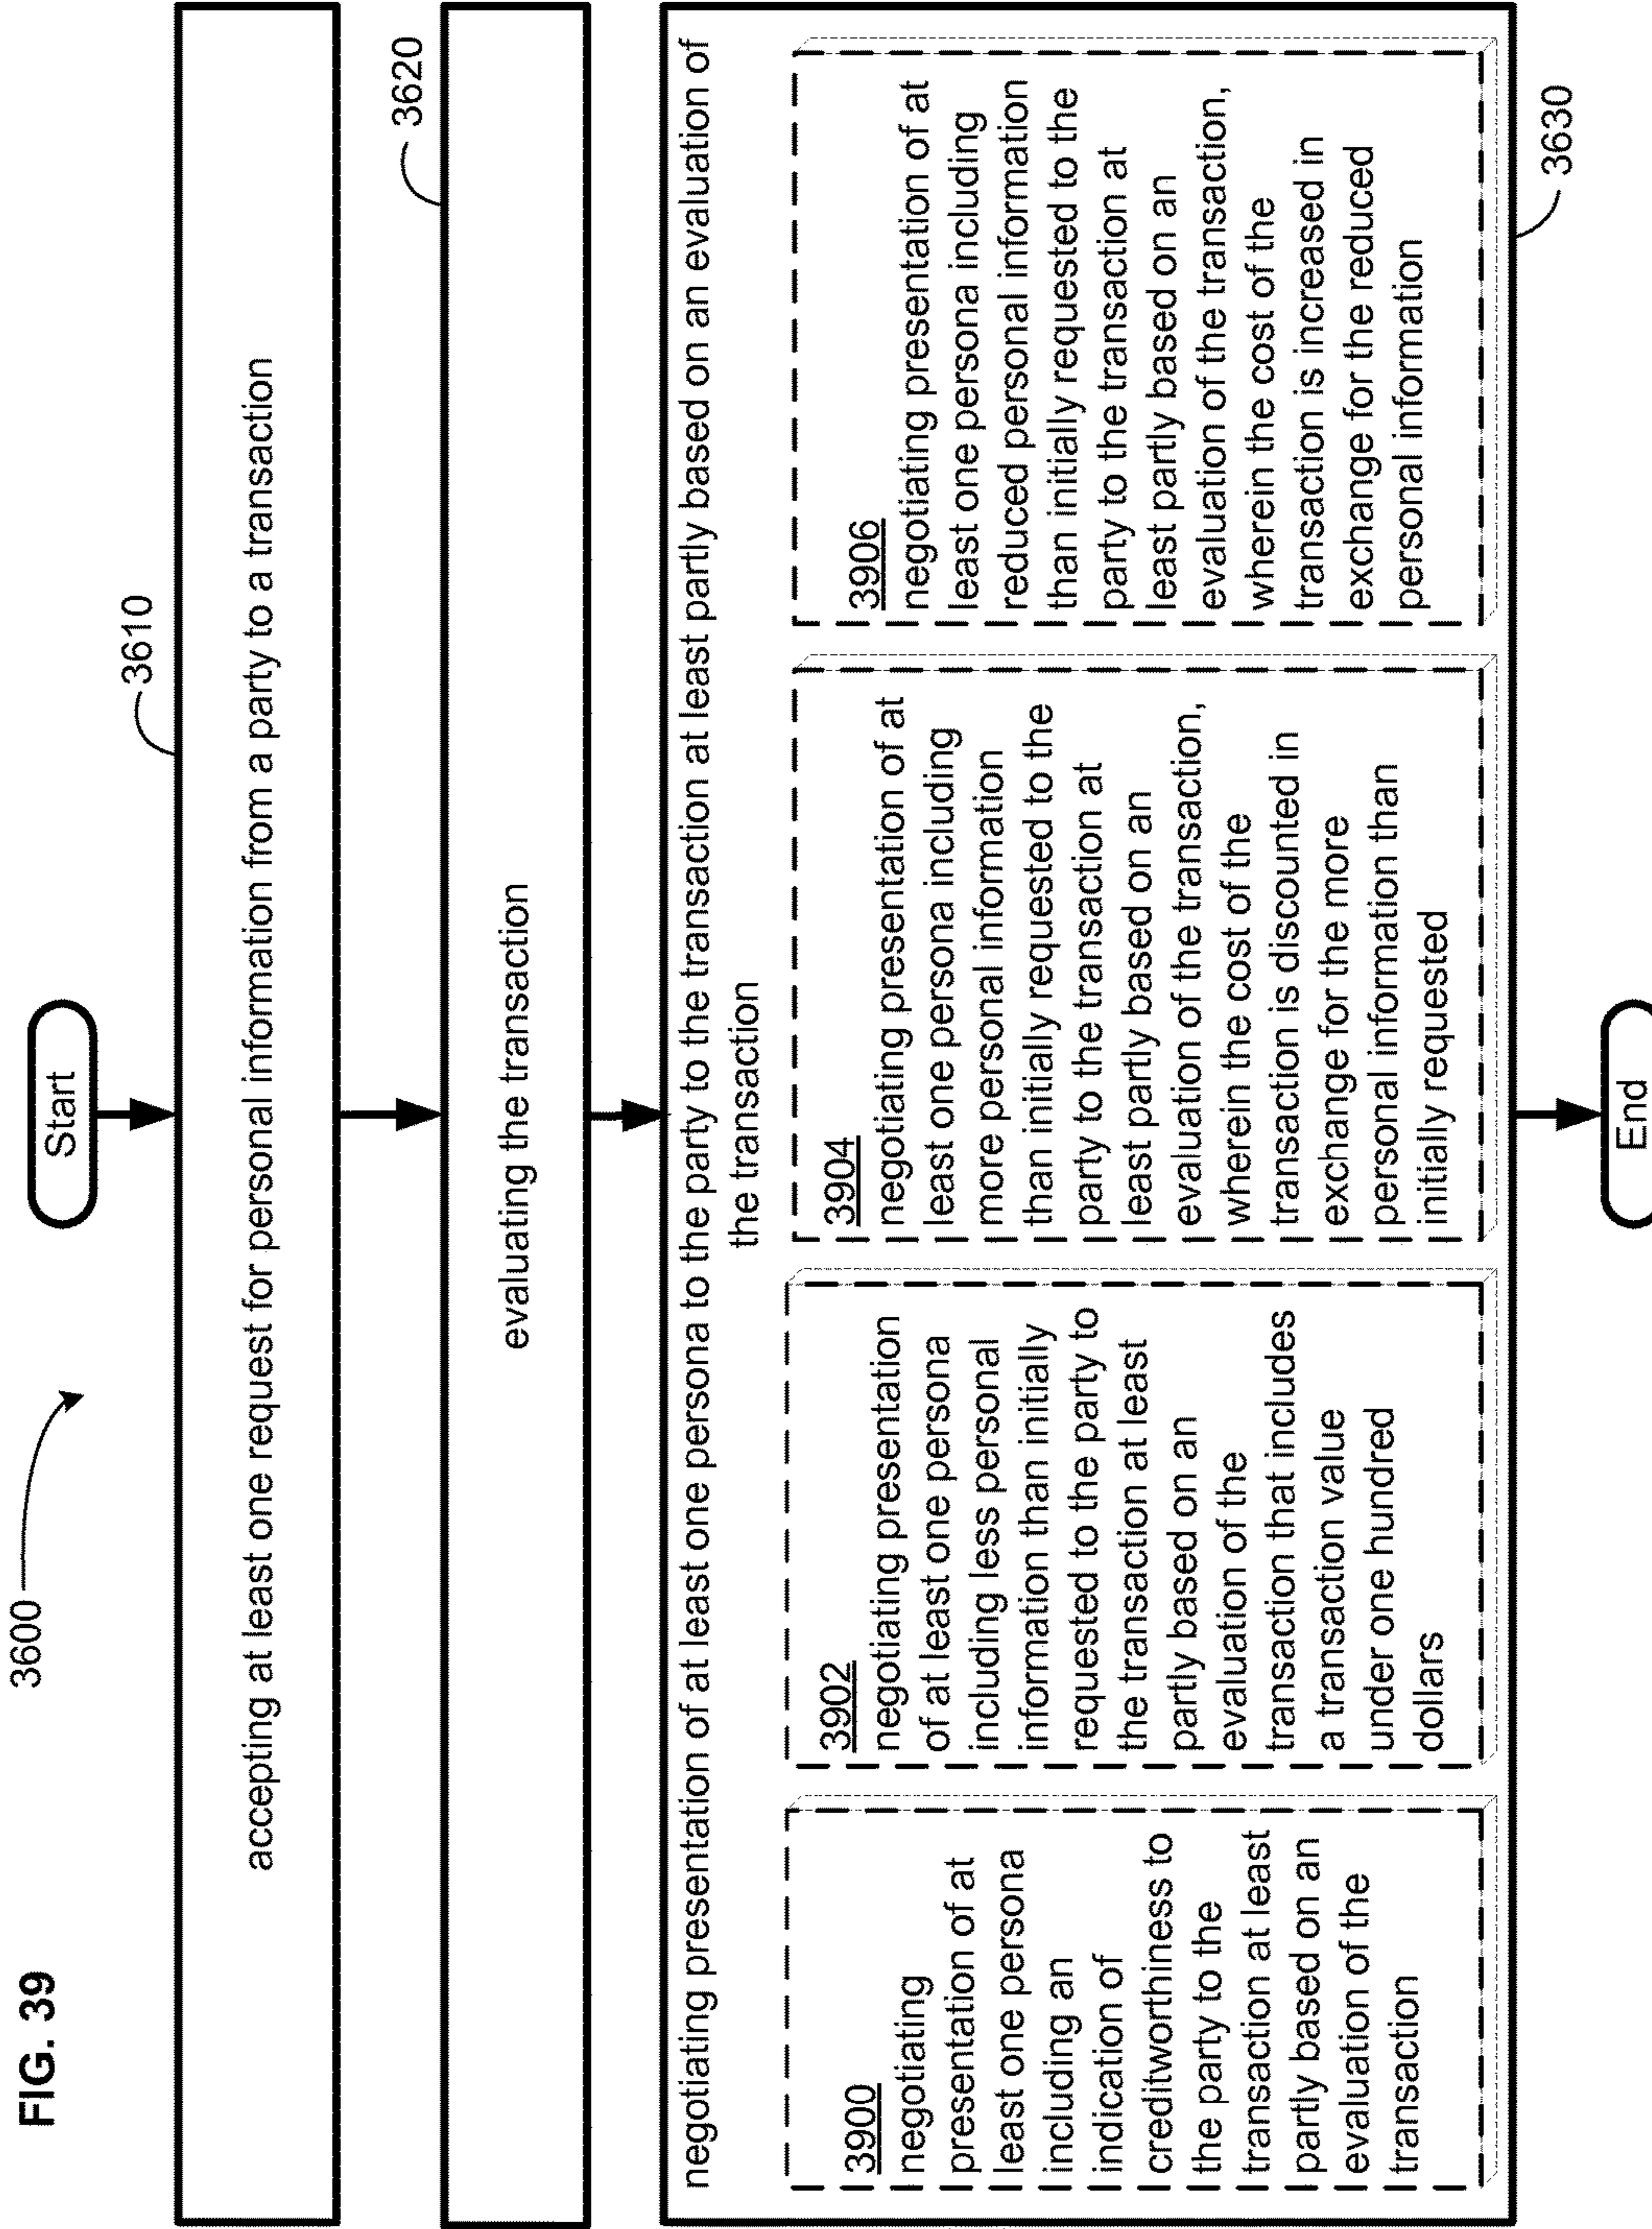 FIG. 39
3600
Start
3610
accepting at least one request for personal information from a party to a transaction
3620
evaluating the transaction
negotiating presentation of at least one persona to the party to the transaction at least partly based on an evaluation of
the transaction
3900
negotiating
presentation of at
least one persona
including an
indication of
creditworthiness to
the party to the
transaction at least
partly based on an
evaluation of the
transaction
3902
negotiating presentation
of at least one persona
including less personal
information than initially
requested to the party to
the transaction at least
partly based on an
evaluation of the
transaction that includes
a transaction value
under one hundred
dollars
3904
negotiating presentation of at
least one persona including
more personal information
than initially requested to the
party to the transaction at
least partly based on an
evaluation of the transaction,
wherein the cost of the
transaction is discounted in
exchange for the more
personal information than
initially requested
3906
negotiating presentation of at
least one persona including
reduced personal information
than initially requested to the
party to the transaction at
least partly based on an
evaluation of the transaction,
wherein the cost of the
transaction is increased in
exchange for the reduced
personal information
3630
End